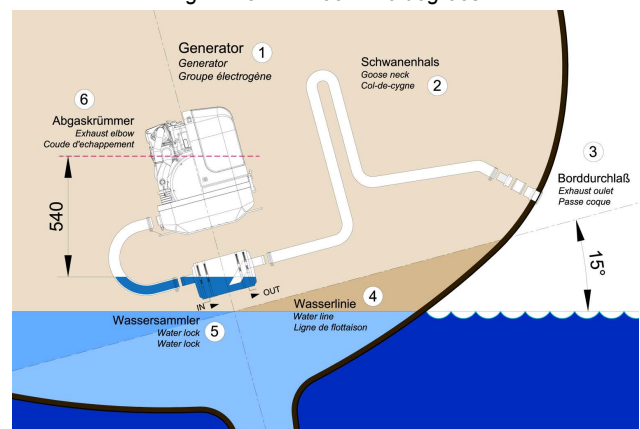 Generator
Generator
Groupe électrogène
1
Schwanenhals
Goose neck
Col-de-cygne
2
6
Abgaskrümmer
Exhaust elbow
Coude d'echappement
3
Borddurchlaß
Exhaust oulet
Passe coque
540
15°
IN
OUT
Wasserlinie
Water line
Ligne de flottaison
4
Wassersammler
Water lock
Water lock
5